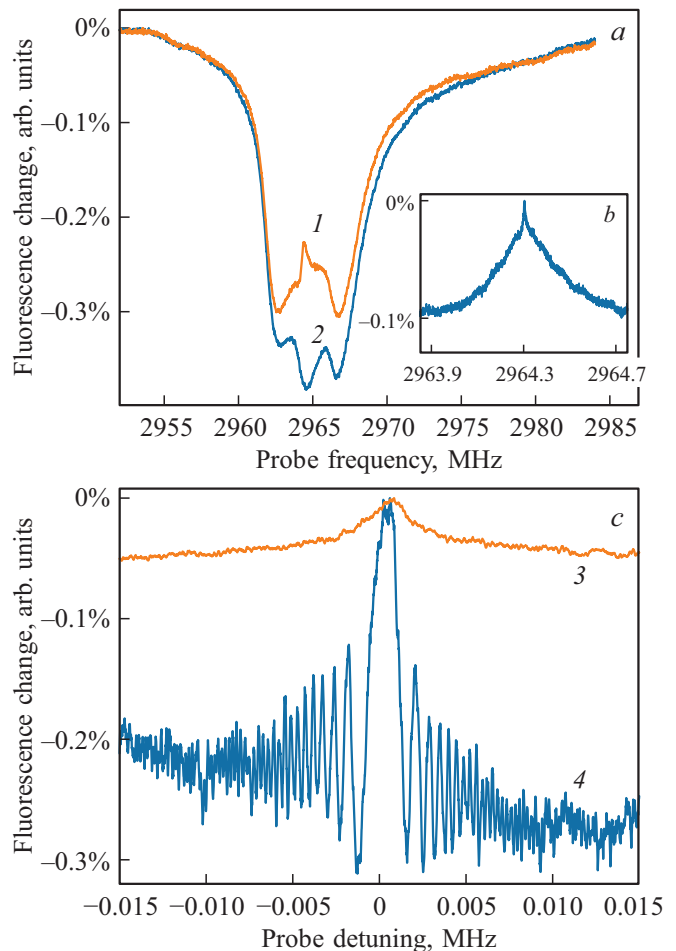 0%
a
Fluorescence change, arb. units
−0.1%
−0.2%
−0.3%
1
2
0%
b
−0.1%
2963.9 2964.3 2964.7
2955 2960 2965 2970 2975 2980 2985
Probe frequency, MHz
0%
c
Fluorescence change, arb. units
3
−0.1%
−0.2%
4
−0.3%
−0.015 −0.010 −0.005 0 0.005 0.010 0.015
Probe detuning, MHz